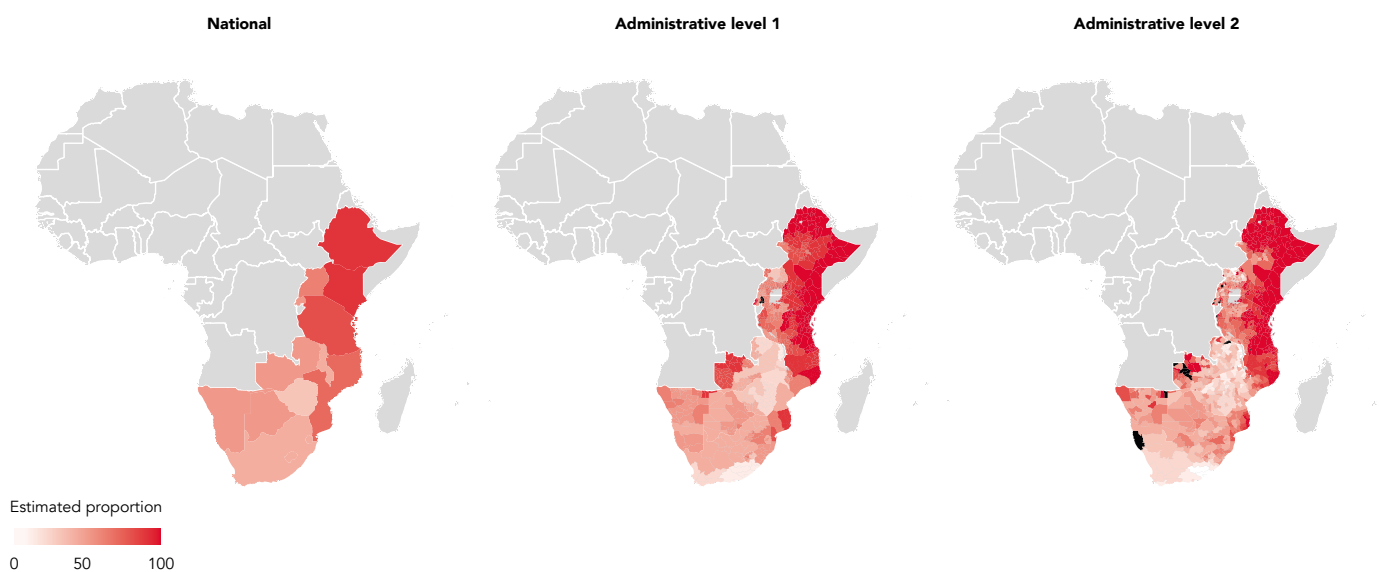 National
Administrative level 1
Administrative level 2
Estimated proportion
0 50 100